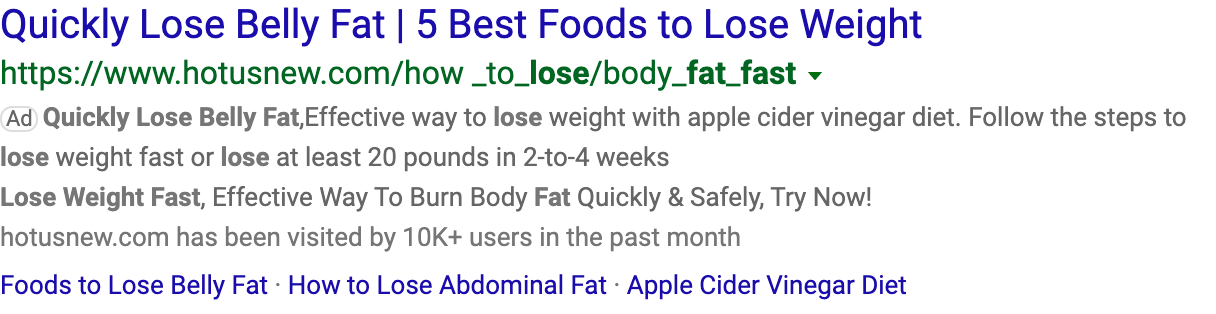 Quickly Lose Belly Fat | 5 Best Foods to Lose Weight
https://www.hotusnew.com/how _to_lose/body_fat_fast
Ad Quickly Lose Belly Fat,Effective way to lose weight with apple cider vinegar diet. Follow the steps to
lose weight fast or lose at least 20 pounds in 2-to-4 weeks
Lose Weight Fast, Effective Way To Burn Body Fat Quickly & Safely, Try Now!
hotusnew.com has been visited by 10K+ users in the past month
Foods to Lose Belly Fat · How to Lose Abdominal Fat · Apple Cider Vinegar Diet